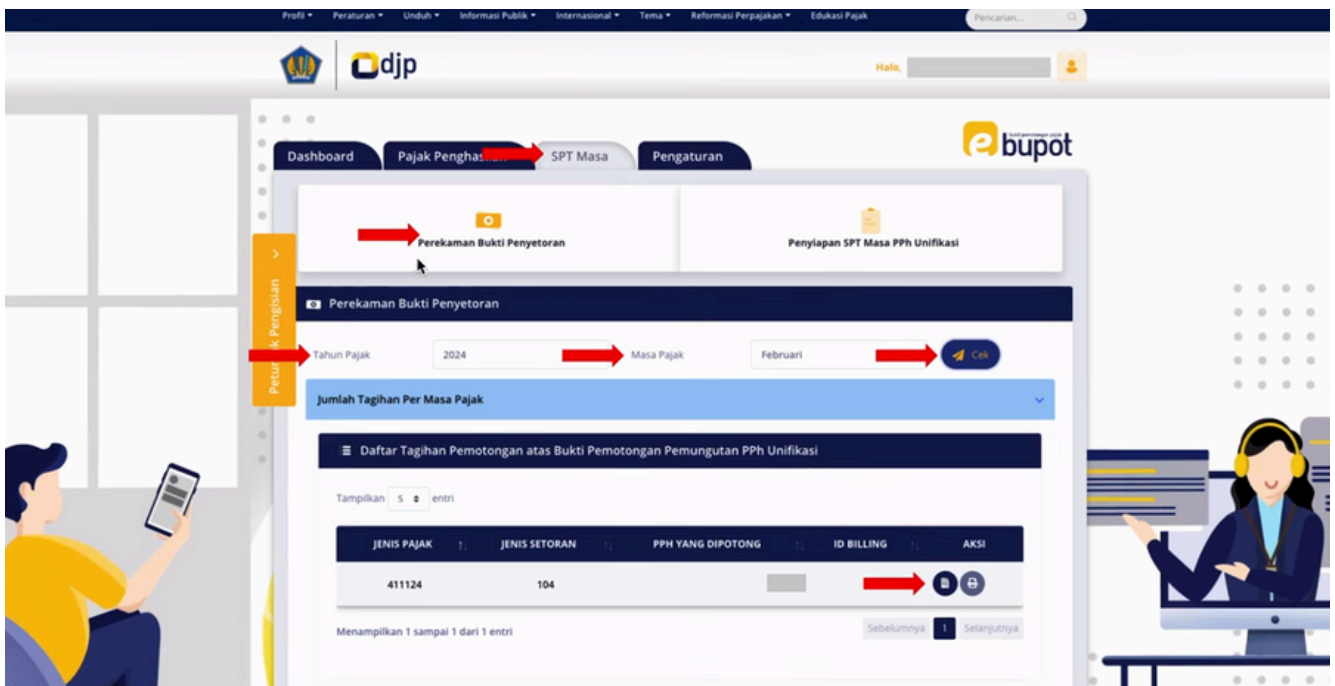 Profil Peraturan Unduh Informasi Publik Internasional Tema Reformasi Perpajakan Edukasi Pajak Pencarian...
djp
Halo,
ebupot
Dashboard Pajak SPT Masa Pengaturan
Perekaman Bukti Penyetoran Penyiapan SPT Masa PPh Unifikasi
Pengisian
Perekaman Bukti Penyetoran
Tahun Pajak 2024 Masa Pajak Februari Cek
Jumlah Tagihan Per Masa Pajak
Daftar Tagihan Pemotongan atas Bukti Pemotongan Pemungutan PPh Unifikasi
Tampilkan 5 entri
JENIS PAJAK JENIS SETORAN PPH YANG DIPOTONG ID BILLING AKSI
411124 104
Menampilkan 1 sampai 1 dari 1 entri Sebelumnya 1 Selanjutnya